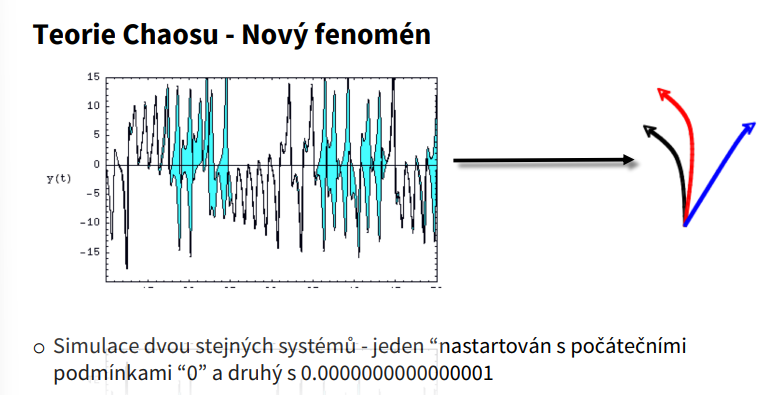 Teorie Chaosu - Nový fenomén
15
10
5
0
y(t)
-5
-10
-15
o Simulace dvou stejných systémů - jeden “nastartován s počátečními
podmínkami “0” a druhý s 0.0000000000000001